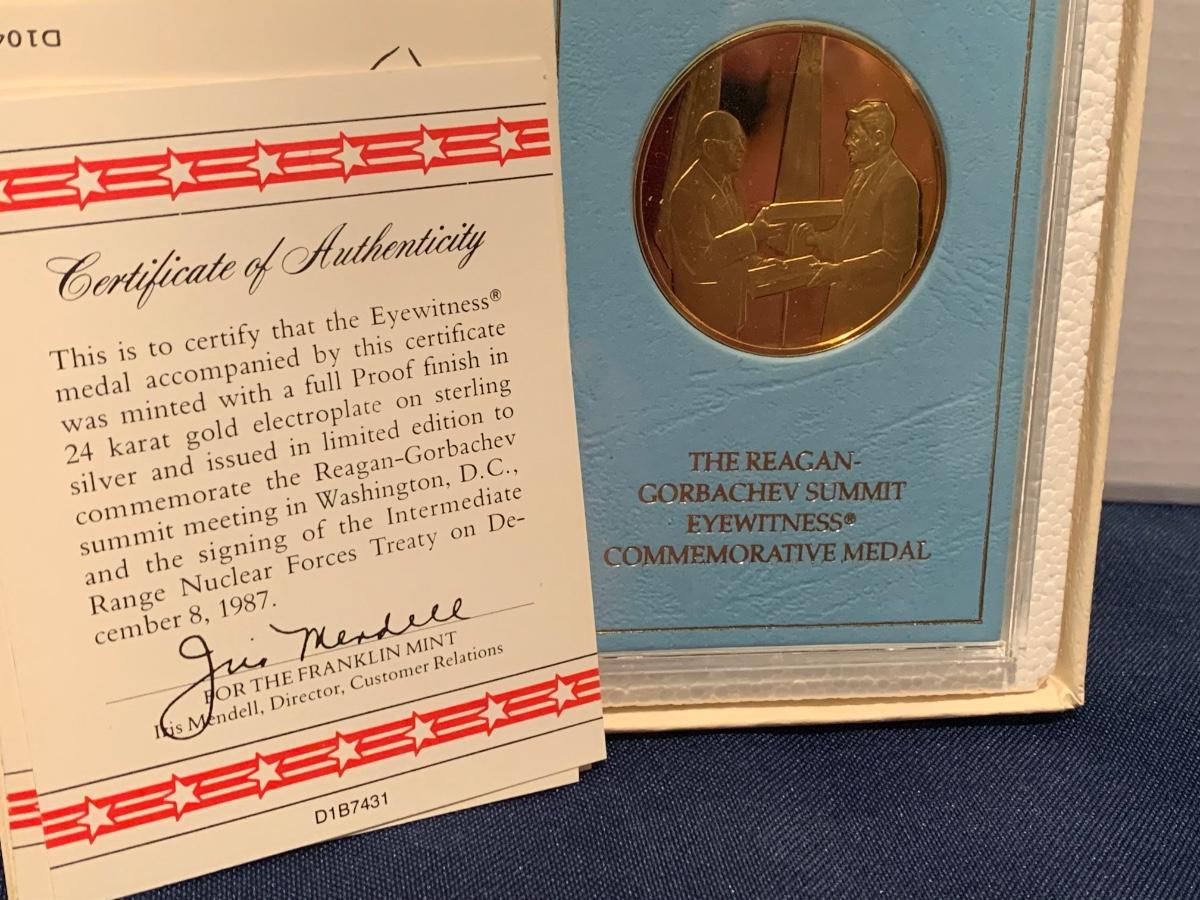 D104
Certificate of Authenticity
This is to certify that the Eyewitness®
medal accompanied by this certificate
was minted with a full Proof finish in
24 karat gold electroplate on sterling
silver and issued in limited edition to
commemorate the Reagan-Gorbachev
summit meeting in Washington, D.C.,
and the signing of the Intermediate
Range Nuclear Forces Treaty on De-
cember 8, 1987.
Iris Mendell
FOR THE FRANKLIN MINT
Iris Mendell, Director, Customer Relations
D1B7431
THE REAGAN-
GORBACHEV SUMMIT
EYEWITNESS®
COMMEMORATIVE MEDAL